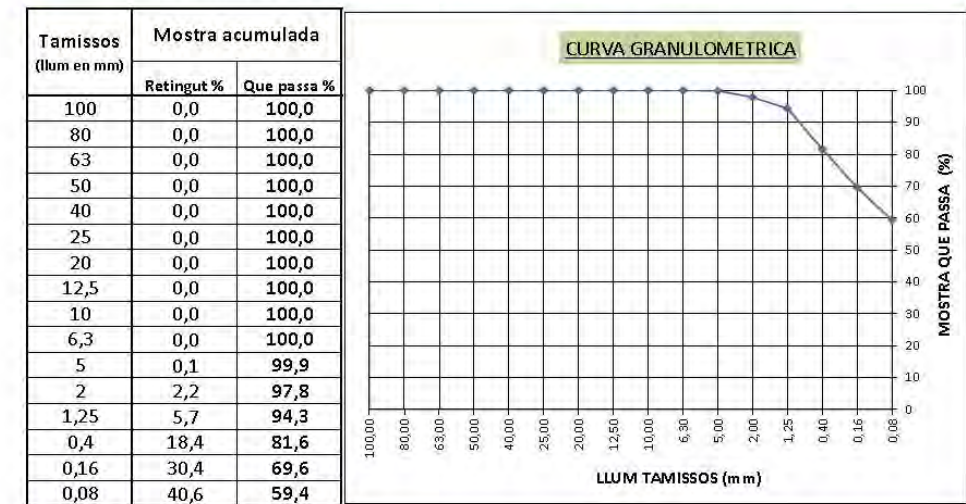 Tamissos
(llum en mm)
Mostra acumulada
Retingut % Que passa %
100 0,0 100,0
80 0,0 100,0
63 0,0 100,0
50 0,0 100,0
40 0,0 100,0
25 0,0 100,0
20 0,0 100,0
12,5 0,0 100,0
10 0,0 100,0
6,3 0,0 100,0
5 0,1 99,9
2 2,2 97,8
1,25 5,7 94,3
0,4 18,4 81,6
0,16 30,4 69,6
0,08 40,6 59,4
CURVA GRANULOMETRICA
100
90
80
70
60
50
40
30
20
10
0
MOSTRA QUE PASSA (%)
100,00 80,00 63,00 50,00 40,00 25,00 20,00 12,50 10,00 6,30 5,00 2,00 1,25 0,40 0,16 0,08
LLUM TAMISSOS (mm)